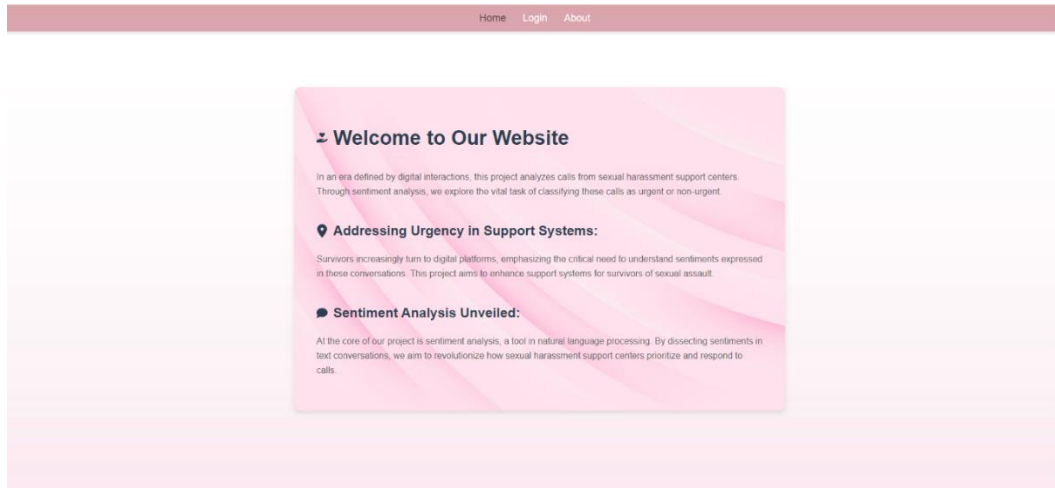 Home Login About
Welcome to Our Website
In an era defined by digital interactions, this project analyzes calls from sexual harassment support centers.
Through sentiment analysis, we explore the vital task of classifying these calls as urgent or non-urgent.
Addressing Urgency in Support Systems:
Survivors increasingly turn to digital platforms, emphasizing the critical need to understand sentiments expressed
in these conversations. This project aims to enhance support systems for survivors of sexual assault.
Sentiment Analysis Unveiled:
At the core of our project is sentiment analysis, a tool in natural language processing. By dissecting sentiments in
text conversations, we aim to revolutionize how sexual harassment support centers prioritize and respond to
calls.